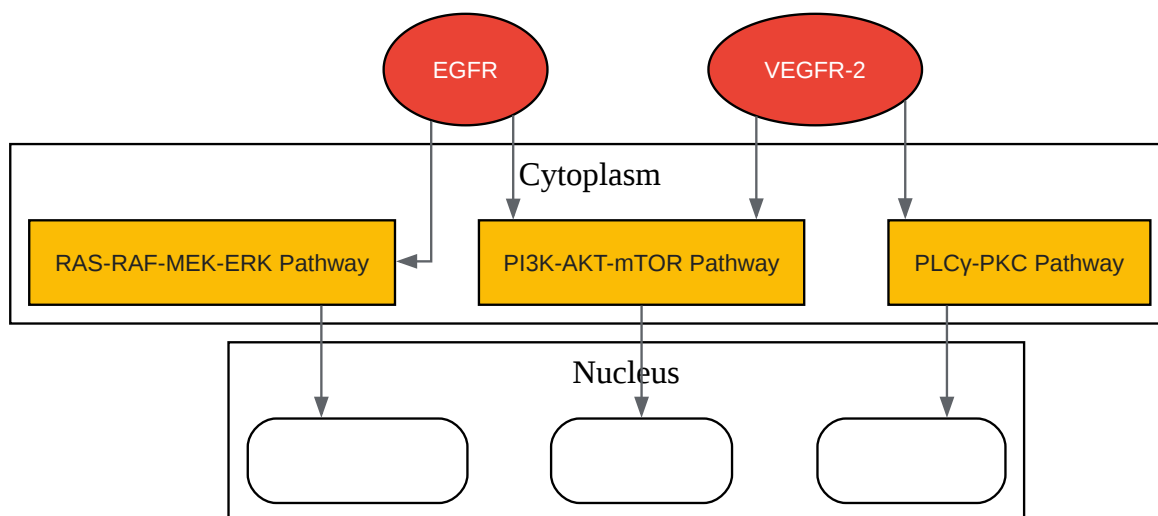 EGFR
VEGFR-2
Cytoplasm
RAS-RAF-MEK-ERK Pathway
PI3K-AKT-mTOR Pathway
PLCγ-PKC Pathway
Nucleus